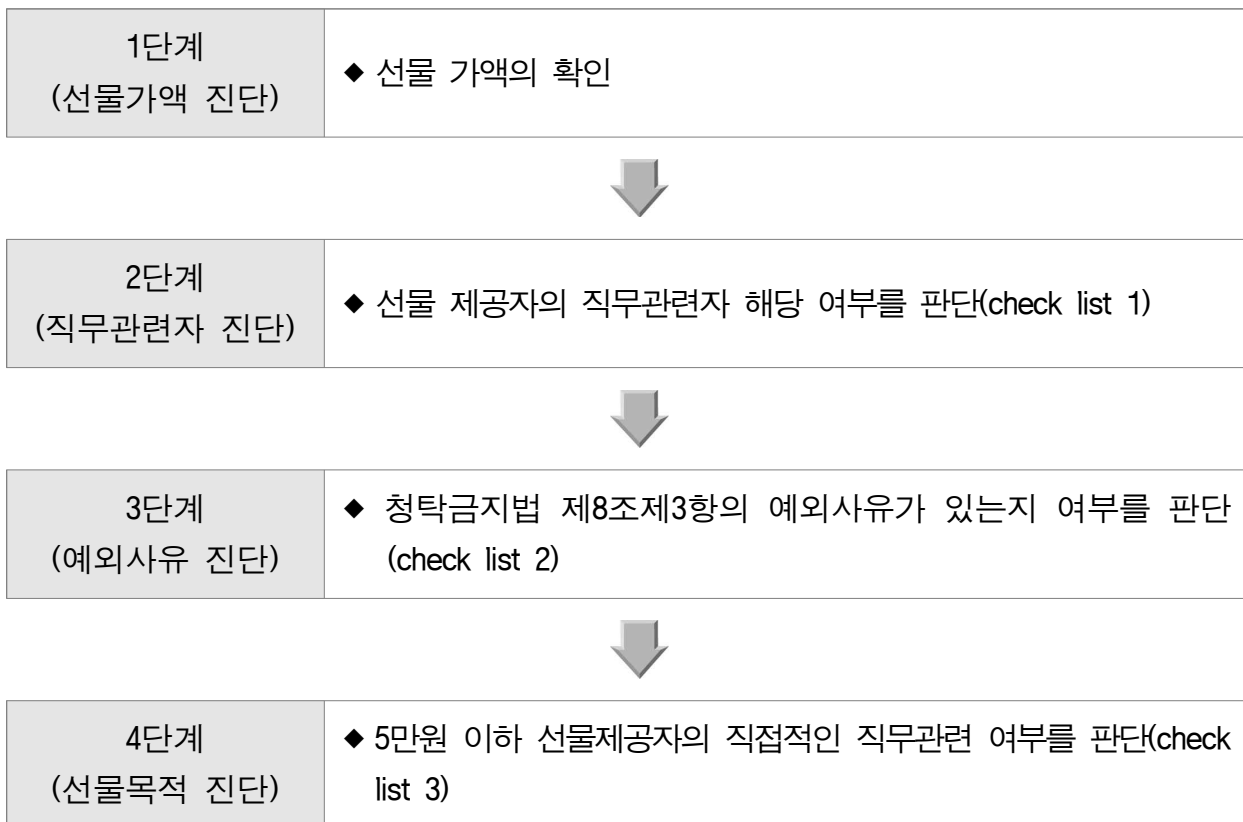 1단계
(선물가액 진단)
◆ 선물 가액의 확인
2단계
(직무관련자 진단)
◆ 선물 제공자의 직무관련자 해당 여부를 판단(check list 1)
3단계
(예외사유 진단)
◆ 청탁금지법 제8조제3항의 예외사유가 있는지 여부를 판단
(check list 2)
4단계
(선물목적 진단)
◆ 5만원 이하 선물제공자의 직접적인 직무관련 여부를 판단(check
list 3)